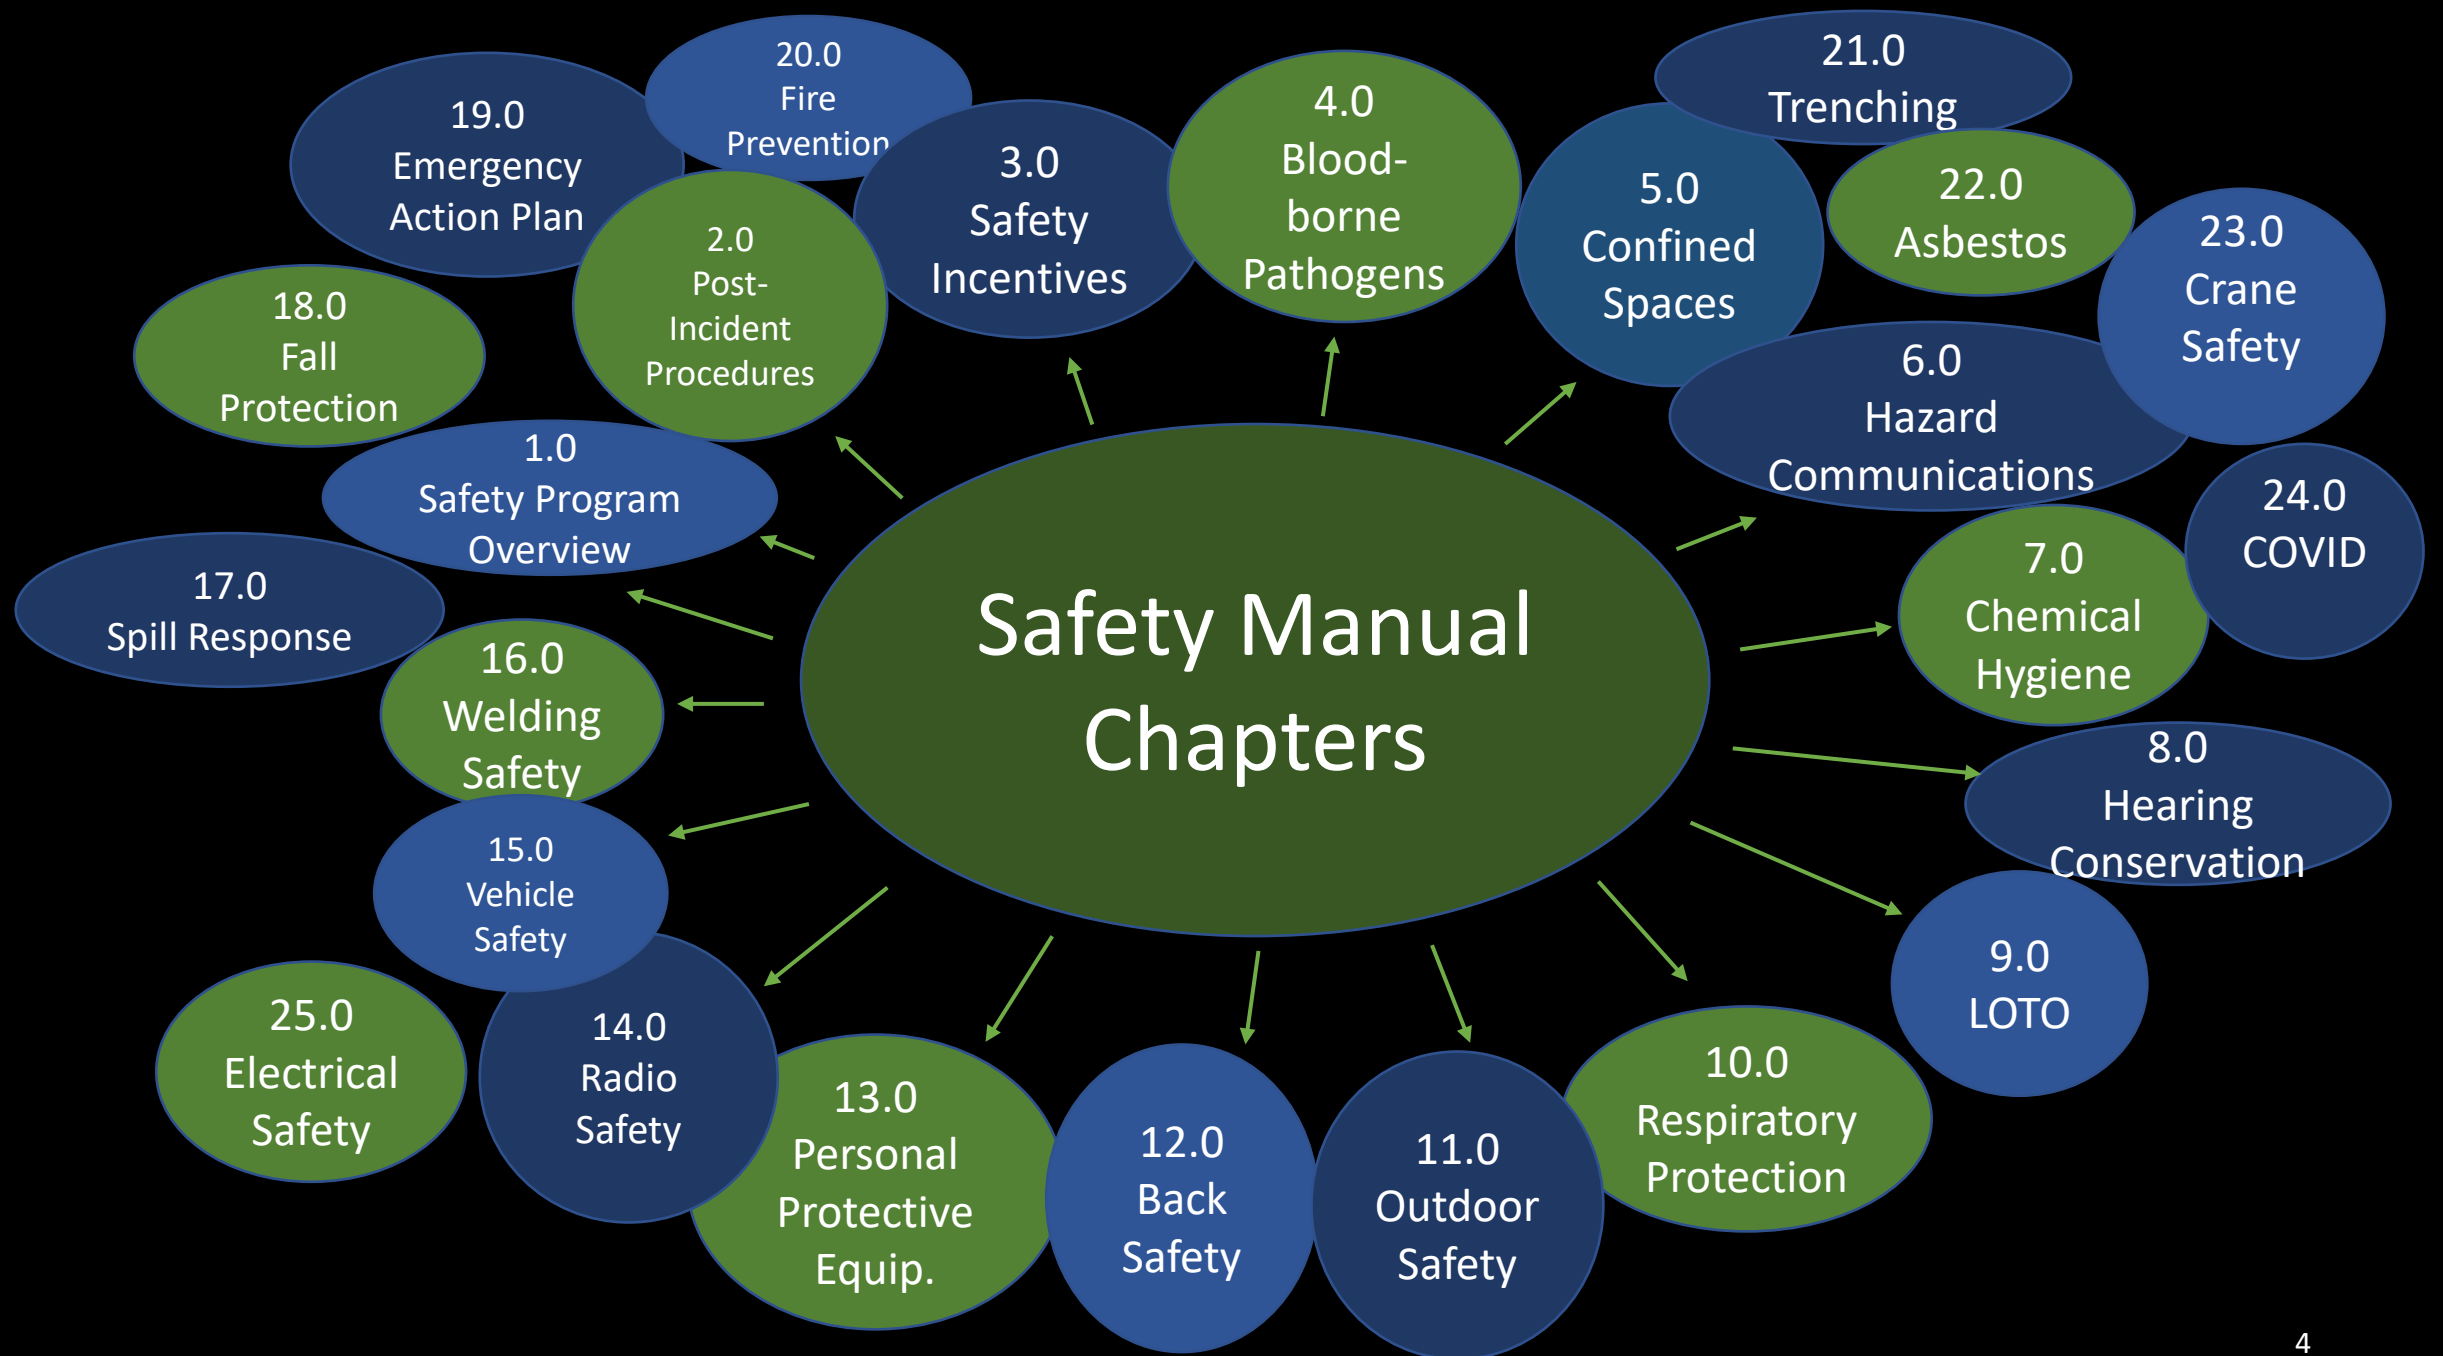 Safety Manual
Chapters
1.0
Safety Program
Overview
2.0
Post-
Incident
Procedures
3.0
Safety
Incentives
4.0
Blood-
borne
Pathogens
5.0
Confined
Spaces
6.0
Hazard
Communications
7.0
Chemical
Hygiene
8.0
Hearing
Conservation
9.0
LOTO
10.0
Respiratory
Protection
11.0
Outdoor
Safety
12.0
Back
Safety
13.0
Personal
Protective
Equip.
14.0
Radio
Safety
15.0
Vehicle
Safety
16.0
Welding
Safety
17.0
Spill Response
18.0
Fall
Protection
19.0
Emergency
Action Plan
20.0
Fire
Prevention
21.0
Trenching
22.0
Asbestos
23.0
Crane
Safety
24.0
COVID
25.0
Electrical
Safety
4